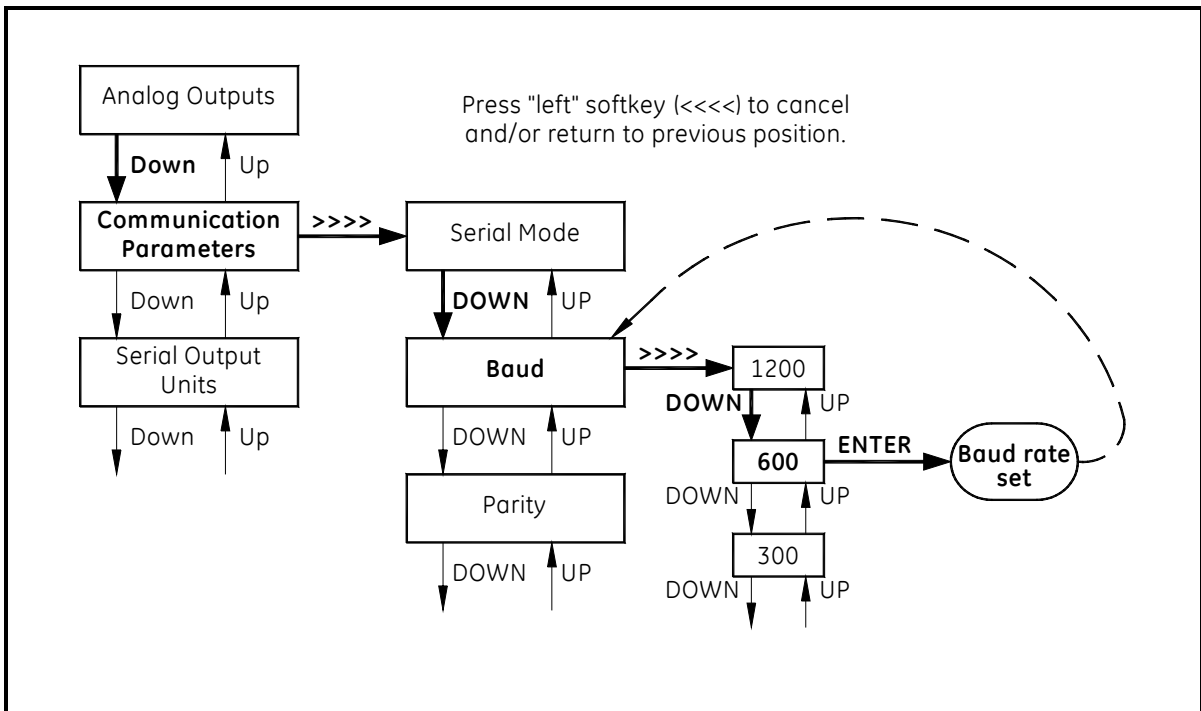 Analog Outputs
Press "left" softkey (<<<<) to cancel
and/or return to previous position.
Down
Up
Communication
Parameters
>>>>
Serial Mode
Down
Up
DOWN
UP
Serial Output
Units
Baud
>>>>
1200
Down
Up
DOWN
UP
DOWN
UP
600
ENTER
Baud rate
set
Parity
DOWN
UP
300
DOWN
UP
DOWN
UP